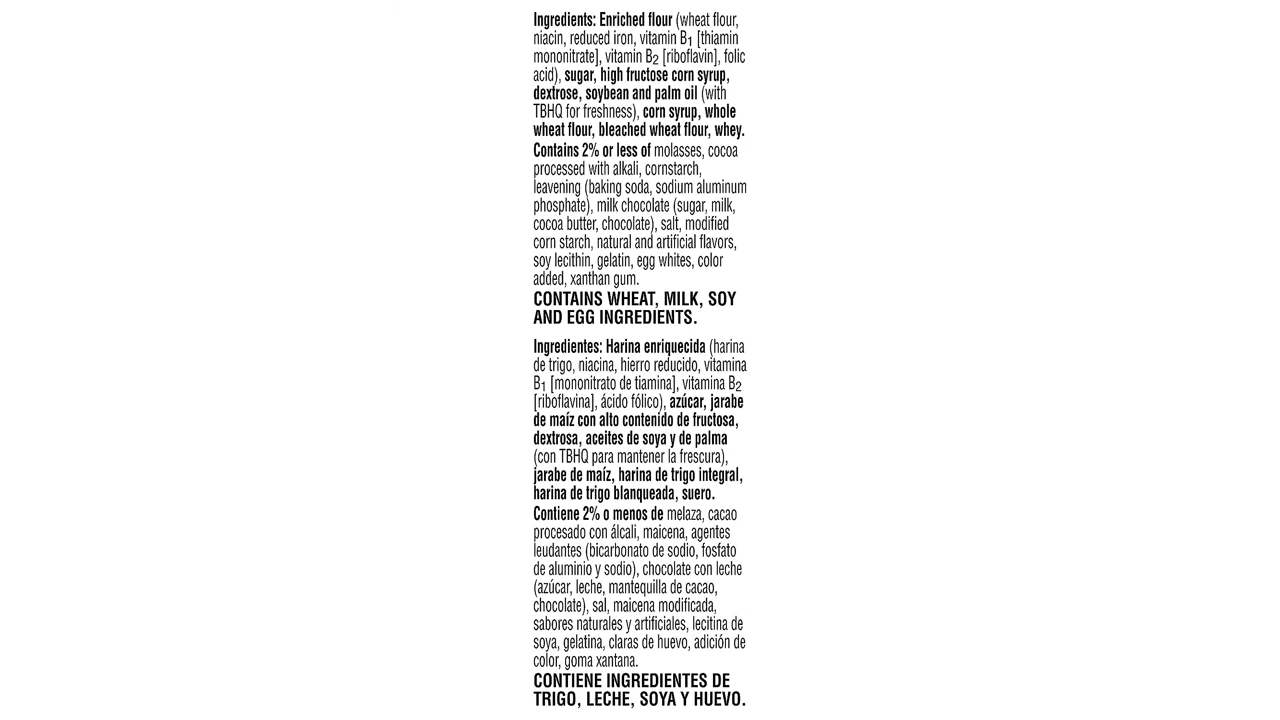 Ingredients: Enriched flour (wheat flour,
niacin, reduced iron, vitamin B1 [thiamin
mononitrate], vitamin B2 [riboflavin], folic
acid), sugar, high fructose corn syrup,
dextrose, soybean and palm oil (with
TBHQ for freshness), corn syrup, whole
wheat flour, bleached wheat flour, whey.
Contains 2% or less of molasses, cocoa
processed with alkali, cornstarch,
leavening (baking soda, sodium aluminum
phosphate), milk chocolate (sugar, milk,
cocoa butter, chocolate), salt, modified
corn starch, natural and artificial flavors,
soy lecithin, gelatin, egg whites, color
added, xanthan gum.
CONTAINS WHEAT, MILK, SOY
AND EGG INGREDIENTS.
Ingredientes: Harina enriquecida (harina
de trigo, niacina, hierro reducido, vitamina
B1 [mononitrato de tiamina], vitamina B2
[riboflavina], ácido fólico), azúcar, jarabe
de maíz con alto contenido de fructosa,
dextrosa, aceites de soya y de palma
(con TBHQ para mantener la frescura),
jarabe de maíz, harina de trigo integral,
harina de trigo blanqueada, suero.
Contiene 2% o menos de melaza, cacao
procesado con álcali, maicena, agentes
leudantes (bicarbonato de sodio, fosfato
de aluminio y sodio), chocolate con leche
(azúcar, leche, mantequilla de cacao,
chocolate), sal, maicena modificada,
sabores naturales y artificiales, lecitina de
soya, gelatina, claras de huevo, adición de
color, goma xantana.
CONTIENE INGREDIENTES DE
TRIGO, LECHE, SOYA Y HUEVO.